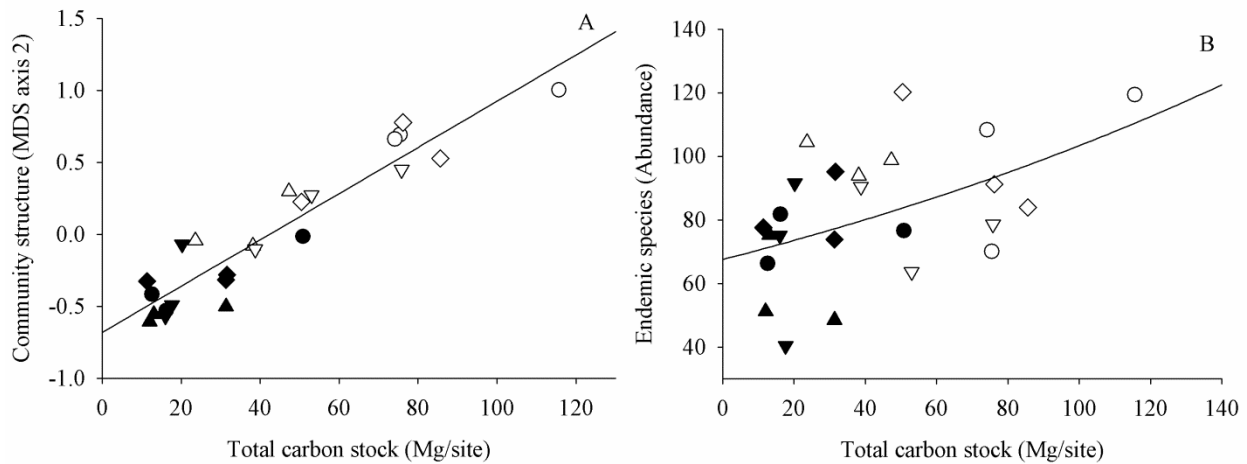 A
Community structure (MDS axis 2)
1.5
1.0
0.5
0.0
-0.5
-1.0
0 20 40 60 80 100 120
Total carbon stock (Mg/site)
B
Endemic species (Abundance)
140
120
100
80
60
40
0 20 40 60 80 100 120 140
Total carbon stock (Mg/site)